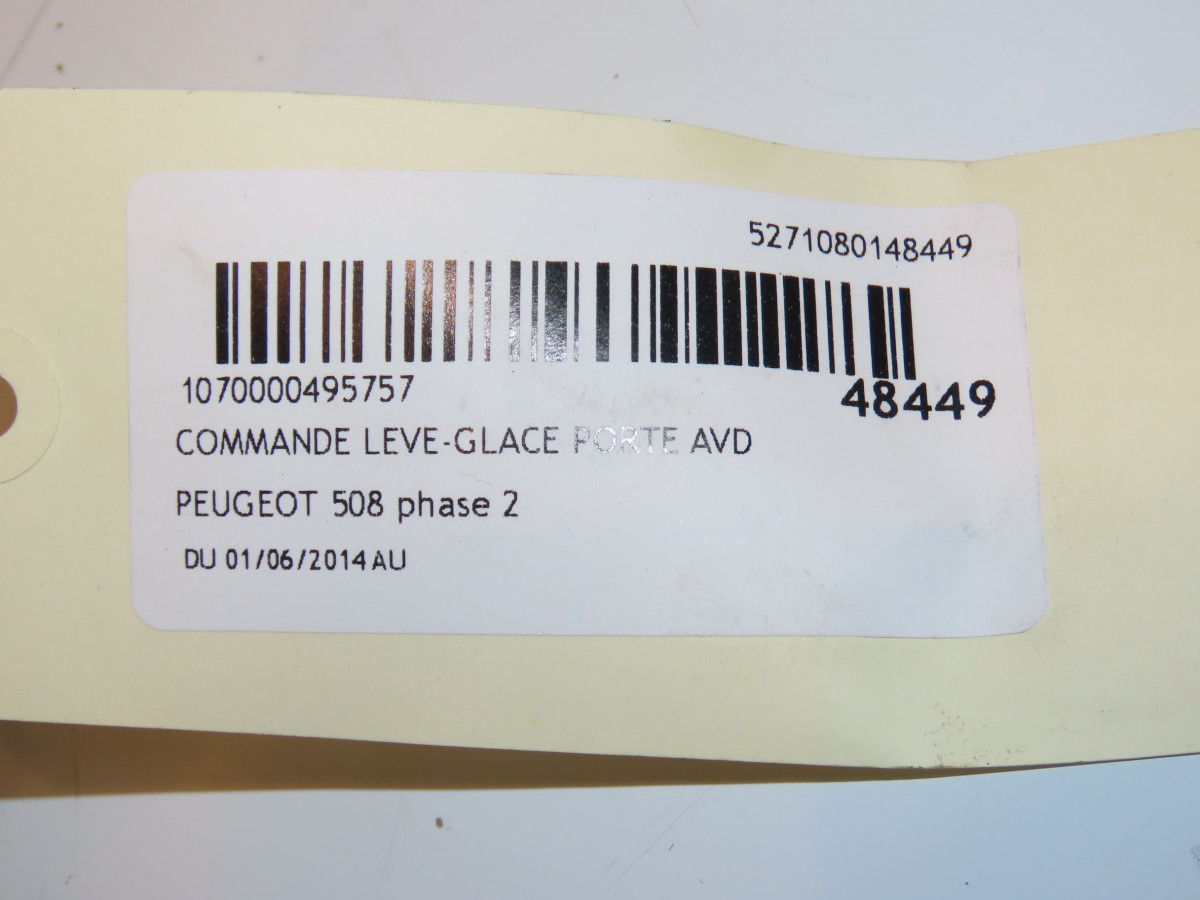 5271080148449
1070000495757
48449
COMMANDE LEVE-GLACE PORTE AVD
PEUGEOT 508 phase 2
DU 01/06/2014 AU